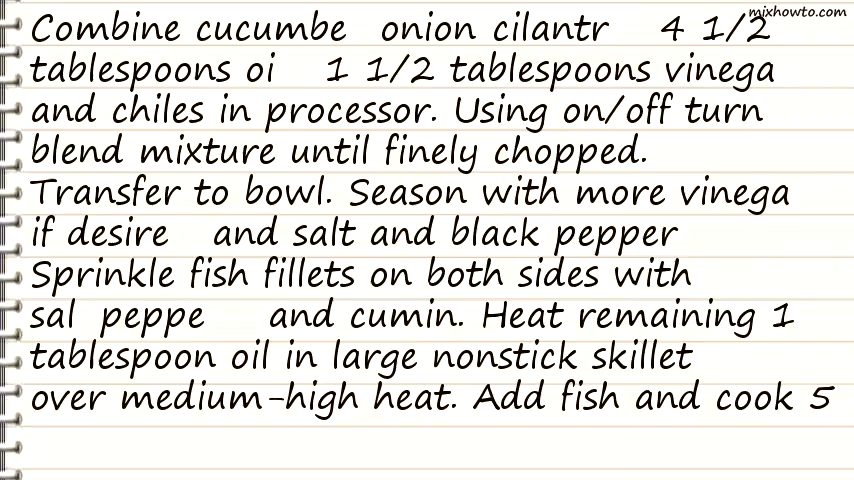 mixhowto.com
Combine cucumbe onion cilantr 4 1/2
tablespoons oi 1 1/2 tablespoons vinega
and chiles in processor. Using on/off turn
blend mixture until finely chopped.
Transfer to bowl. Season with more vinega
if desire and salt and black pepper
Sprinkle fish fillets on both sides with
sal peppe and cumin. Heat remaining 1
tablespoon oil in large nonstick skillet
over medium-high heat. Add fish and cook 5